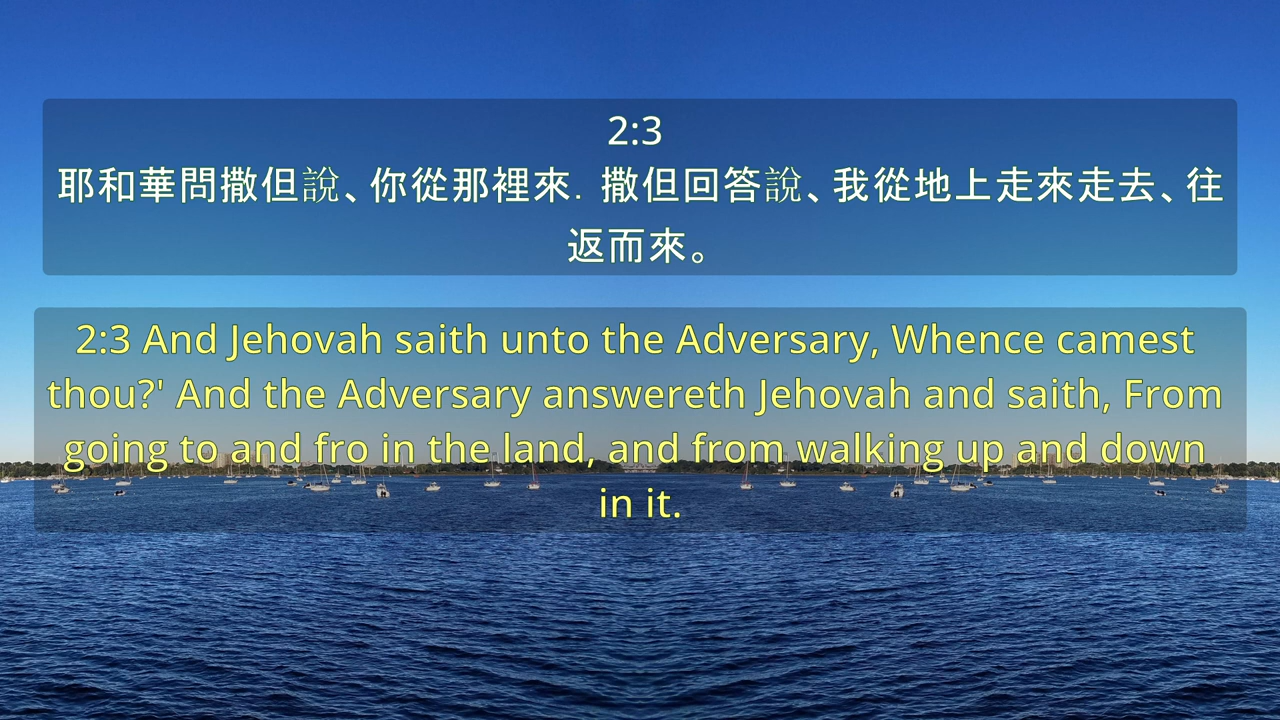 2:3
耶和華問撒但說、你從那裡來. 撒但回答說、我從地上走來走去、往
返而來。
2:3 And Jehovah saith unto the Adversary, Whence camest
thou?' And the Adversary answereth Jehovah and saith, From
going to and fro in the land, and from walking up and down
in it.